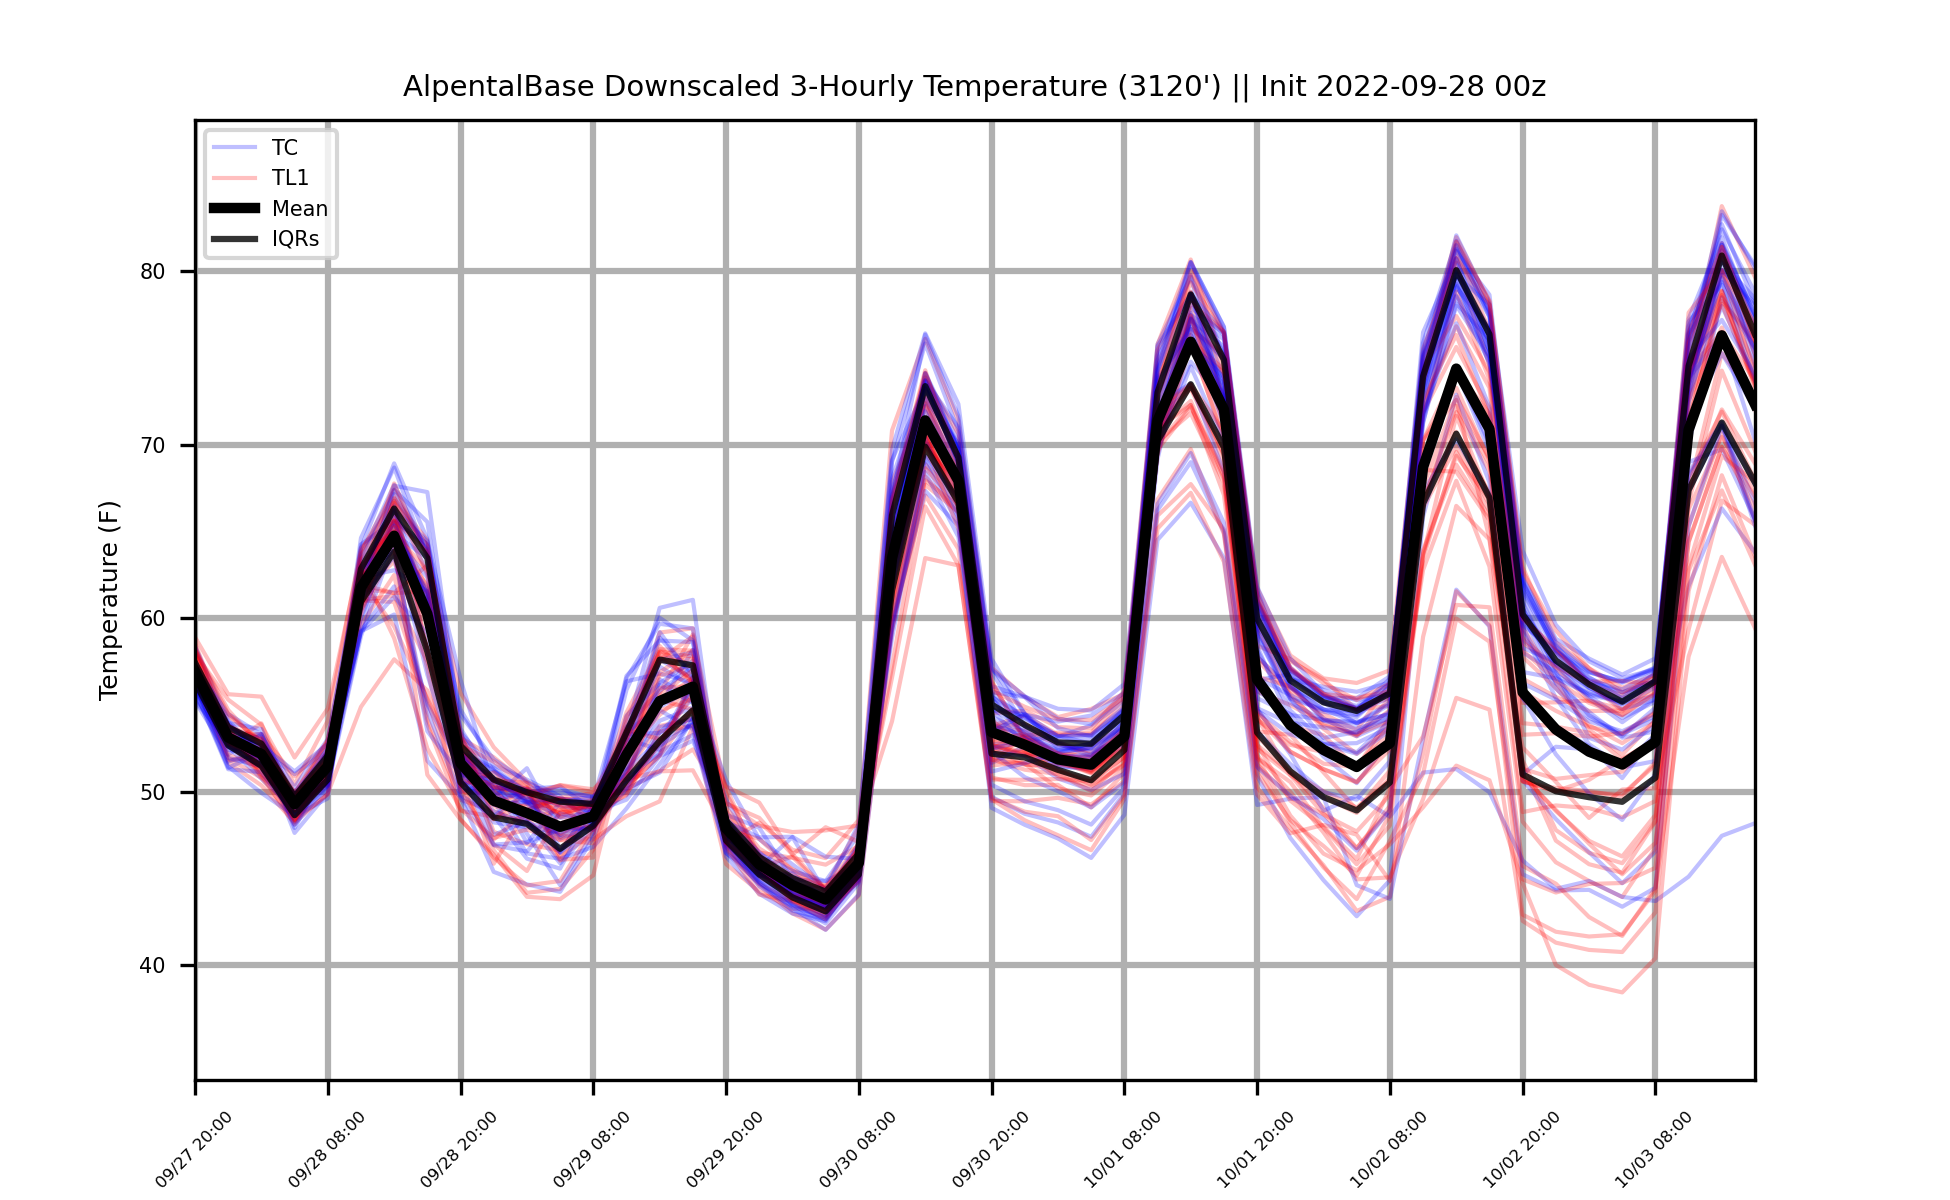 AlpentalBase Downscaled 3-Hourly Temperature (3120') || Init 2022-09-28 00z
TC
TL1
Mean
IQRs
Temperature (F)
80
70
60
50
40
09/27 20:00
09/28 08:00
09/28 20:00
09/29 08:00
09/29 20:00
09/30 08:00
09/30 20:00
10/01 08:00
10/01 20:00
10/02 08:00
10/02 20:00
10/03 08:00